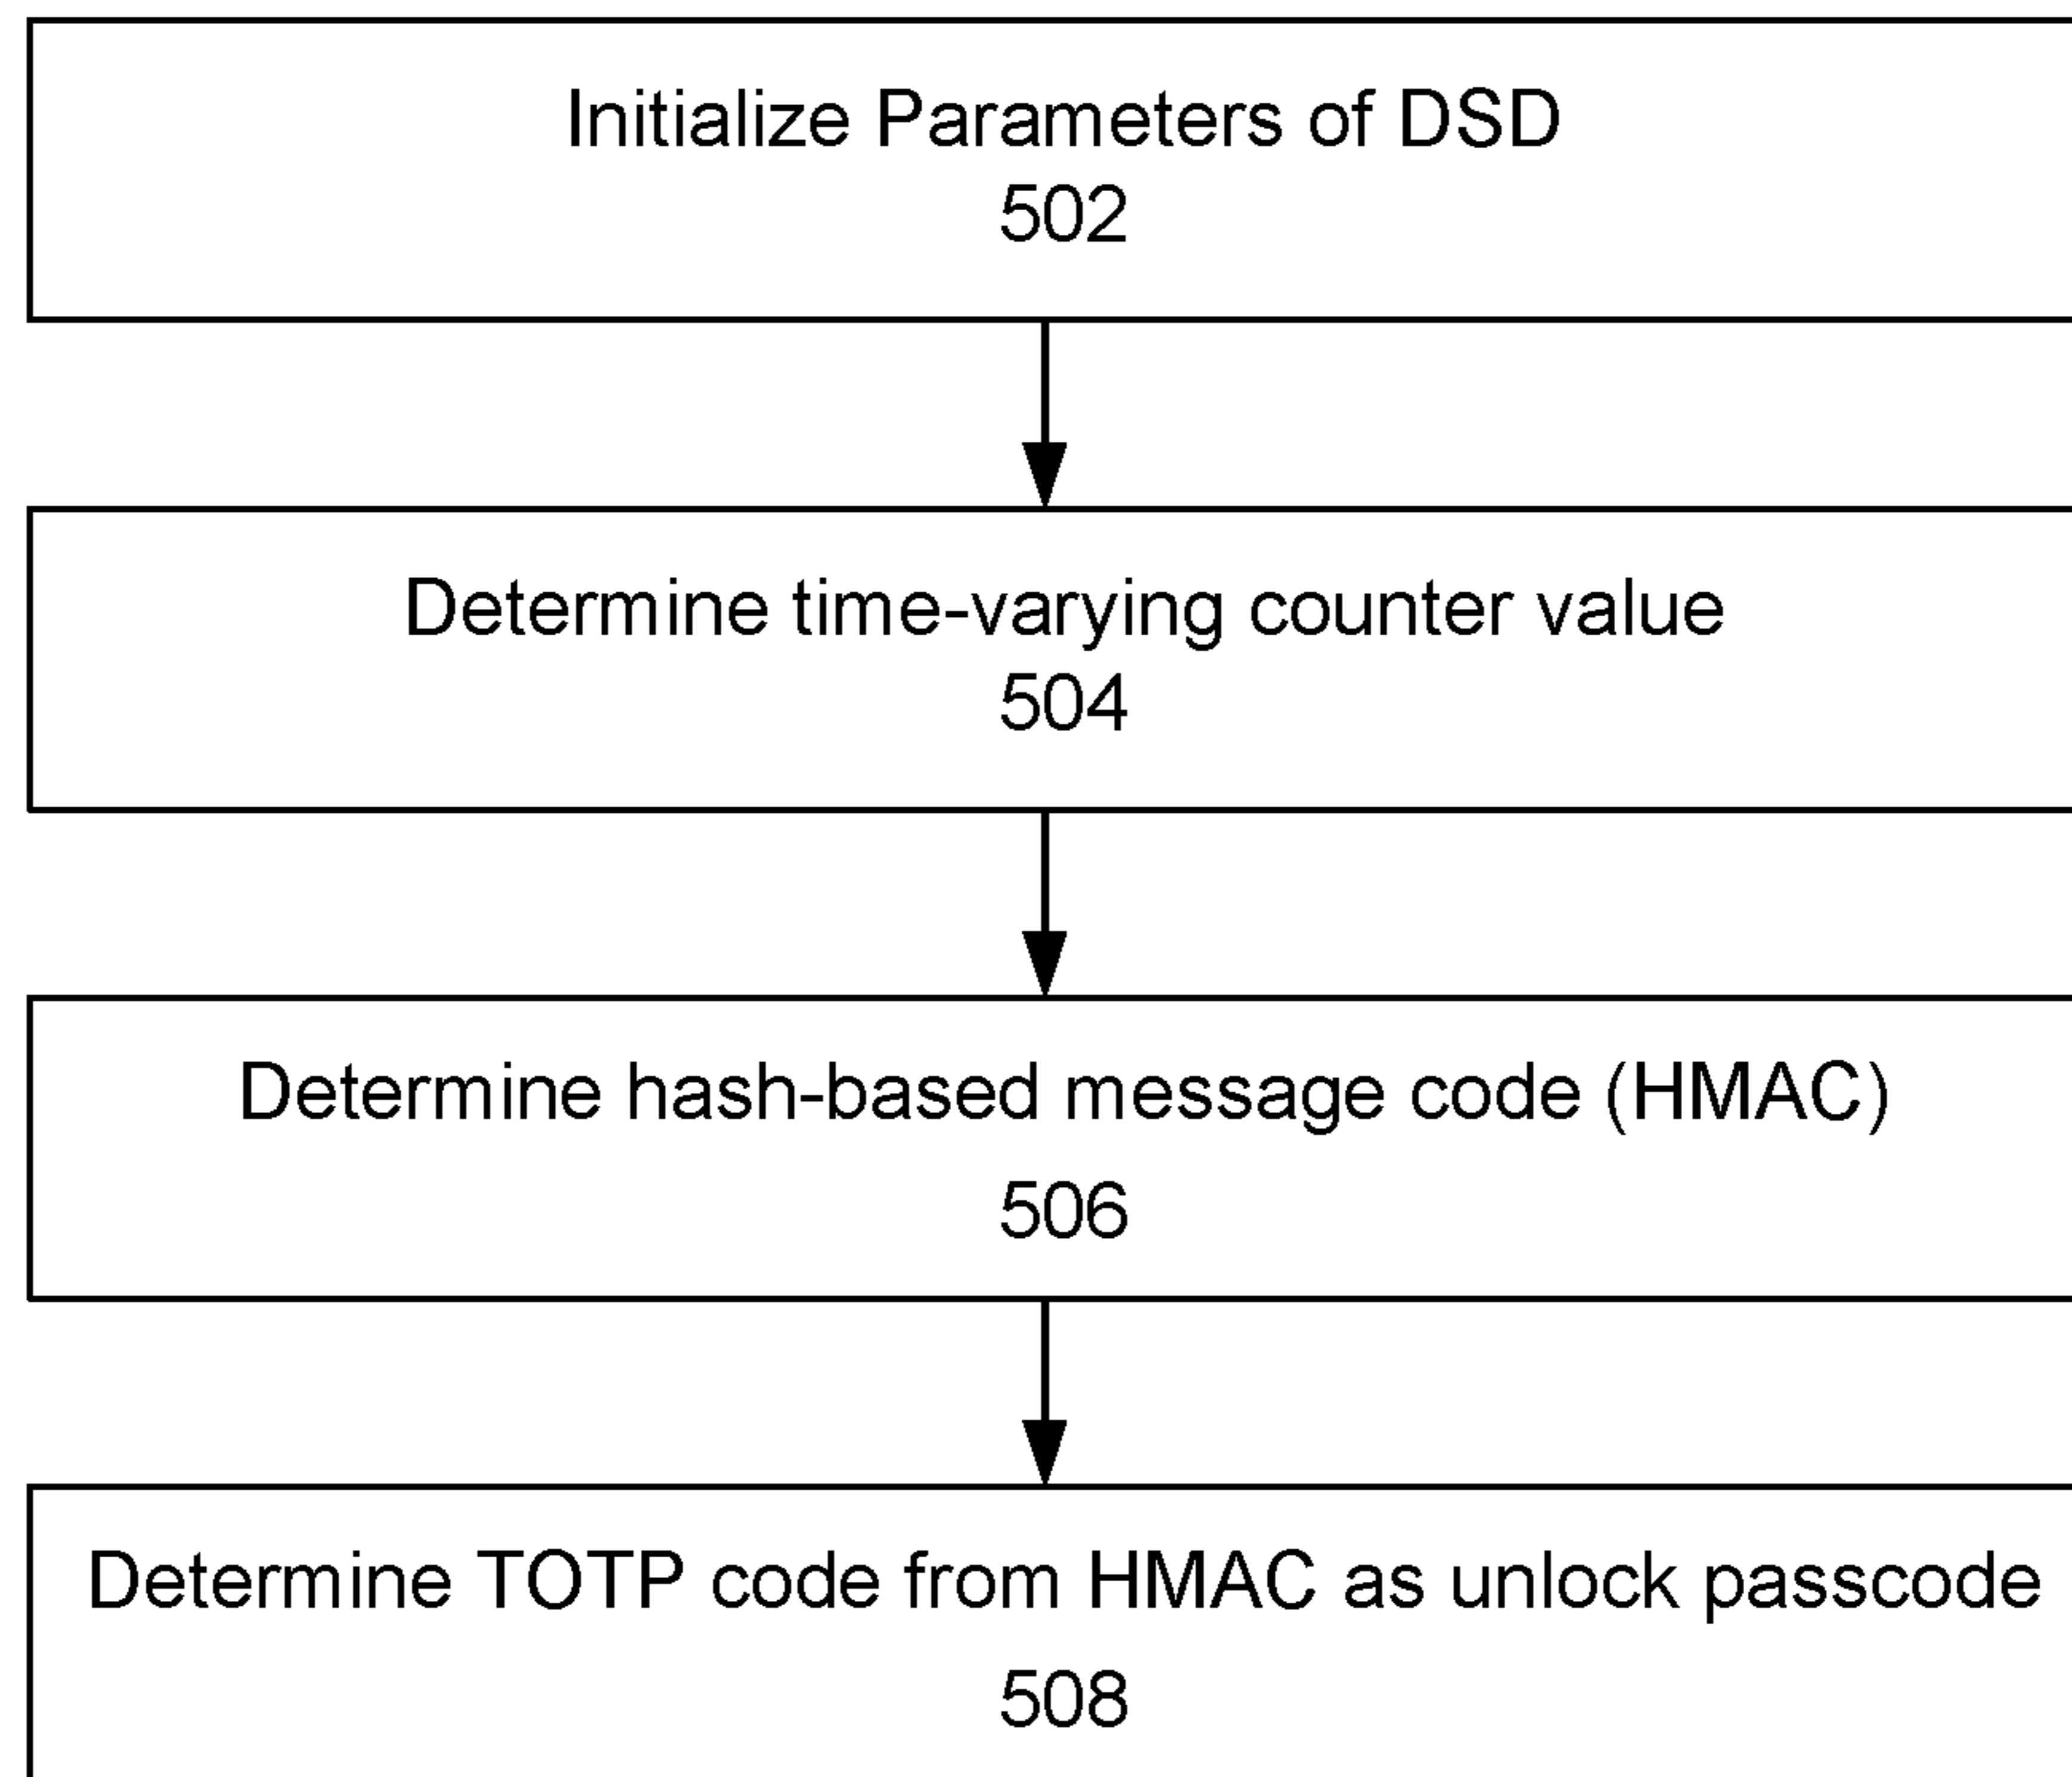 Initialize Parameters of DSD
502
Determine time-varying counter value
504
Determine hash-based message code (HMAC)
506
Determine TOTP code from HMAC as unlock passcode
508